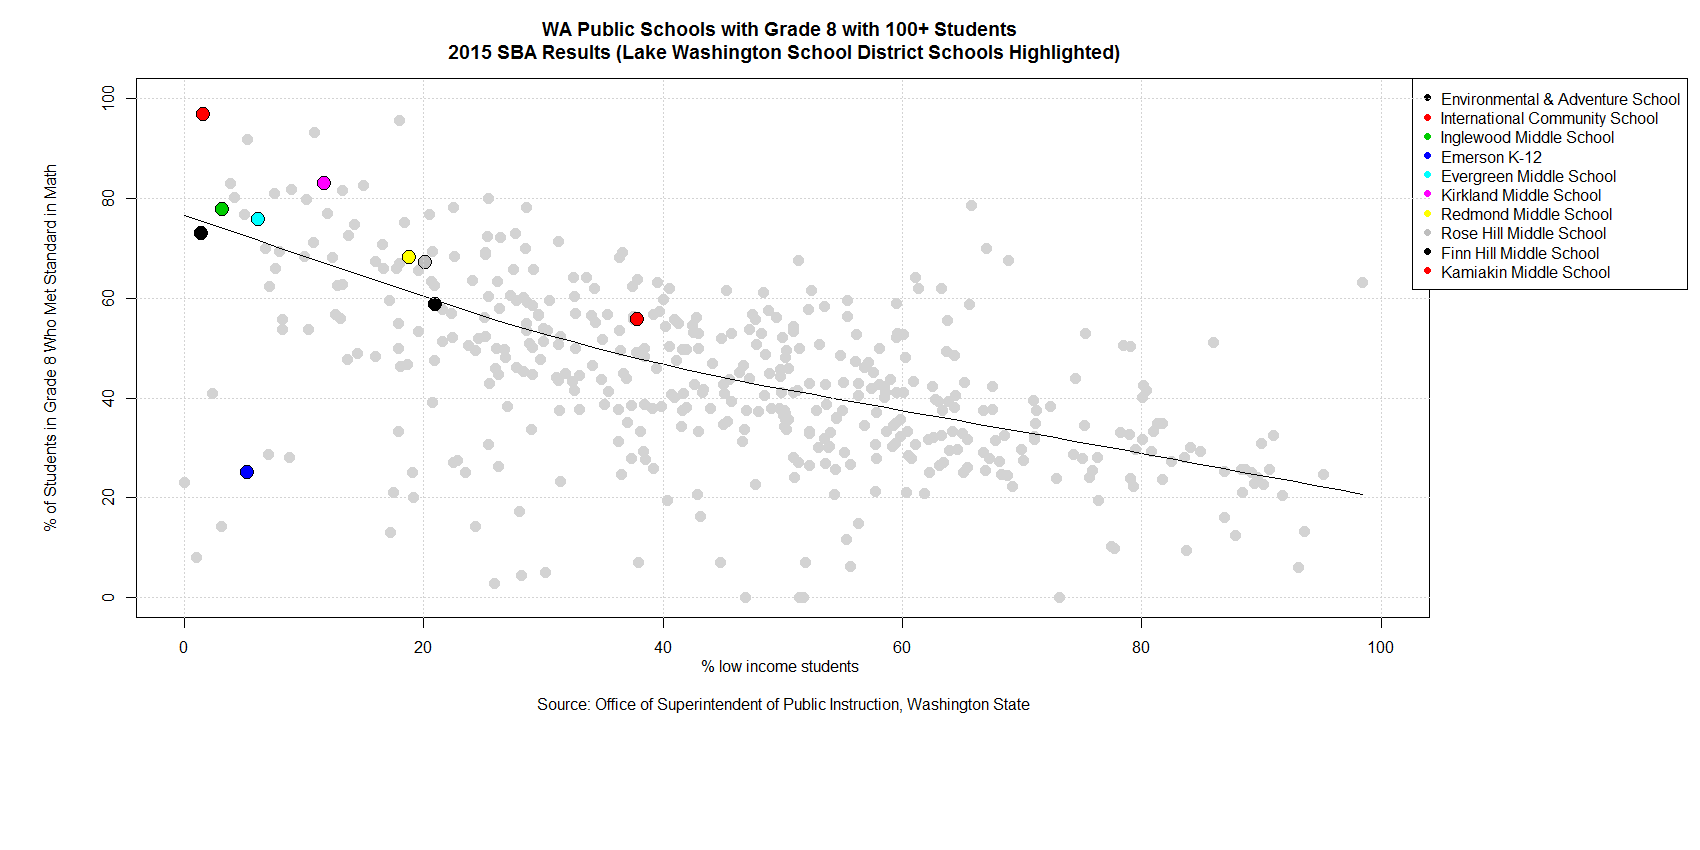 WA Public Schools with Grade 8 with 100+ Students
2015 SBA Results (Lake Washington School District Schools Highlighted)
% of Students in Grade 8 Who Met Standard in Math
100
80
60
40
20
0
Environmental & Adventure School
International Community School
Inglewood Middle School
Emerson K-12
Evergreen Middle School
Kirkland Middle School
Redmond Middle School
Rose Hill Middle School
Finn Hill Middle School
Kamiakin Middle School
0 20 40 60 80 100
% low income students
Source: Office of Superintendent of Public Instruction, Washington State